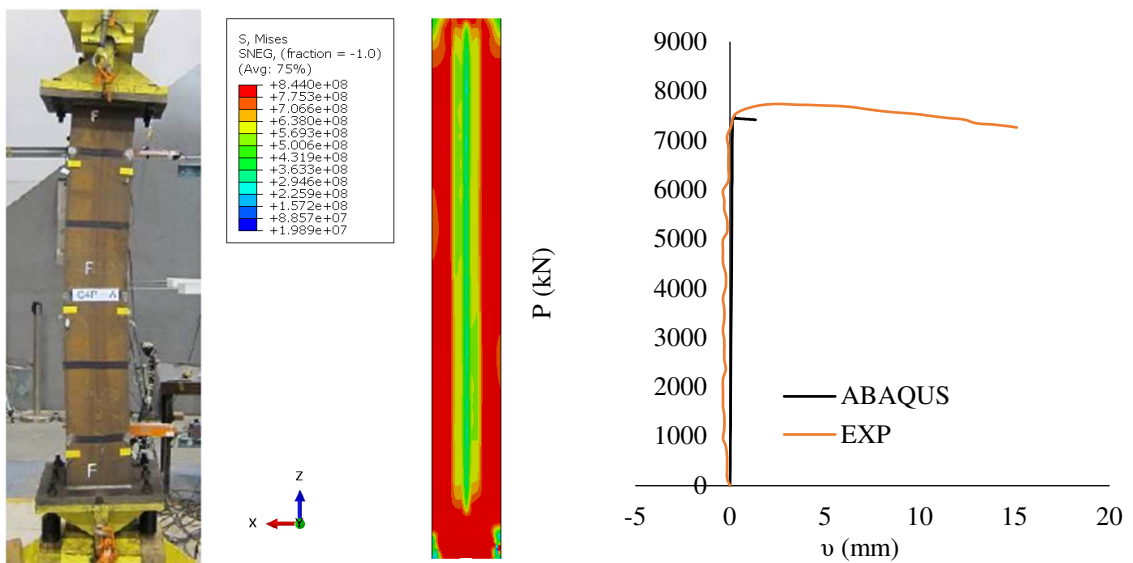 F
F
F
S, Mises
SNEG, (fraction = -1.0)
(Avg: 75%)
+8.440e+08
+7.753e+08
+7.066e+08
+6.380e+08
+5.693e+08
+5.006e+08
+4.319e+08
+3.633e+08
+2.946e+08
+2.259e+08
+1.572e+08
+8.857e+07
+1.989e+07
Z
X
Y
P (kN)
9000
8000
7000
6000
5000
4000
3000
2000
1000
0
ABAQUS
EXP
-5
0
5
10
15
20
υ (mm)